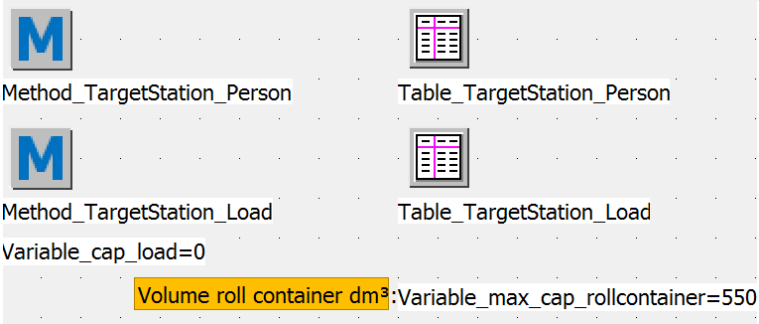 M
Method_TargetStation_Person Table_TargetStation_Person
M
Method_TargetStation_Load Table_TargetStation_Load
Variable_cap_load=0
Volume roll container dm³:Variable_max_cap_rollcontainer=550